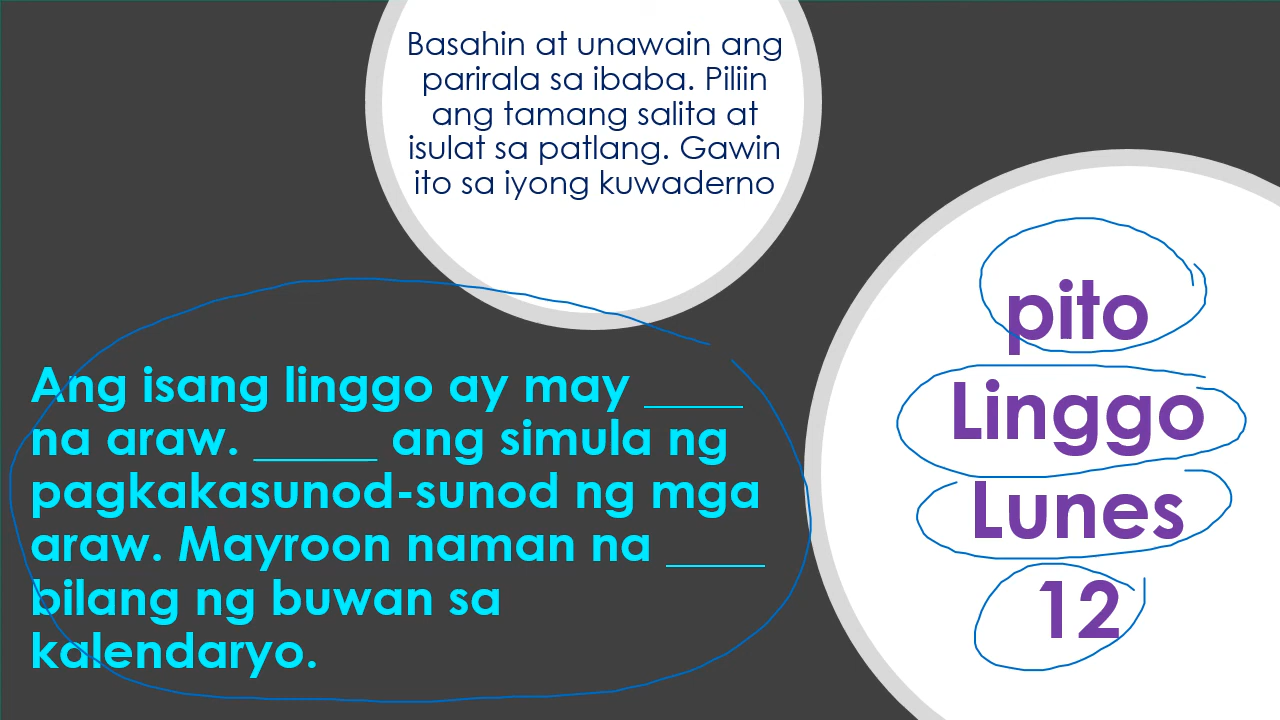 Basahin at unawain ang
parirala sa ibaba. Piliin
ang tamang salita at
isulat sa patlang. Gawin
ito sa iyong kuwaderno
Ang isang linggo ay may _____
na araw. ______ ang simula ng
pagkakasunod-sunod ng mga
araw. Mayroon naman na _____
bilang ng buwan sa
kalendaryo.
pito
Linggo
Lunes
12